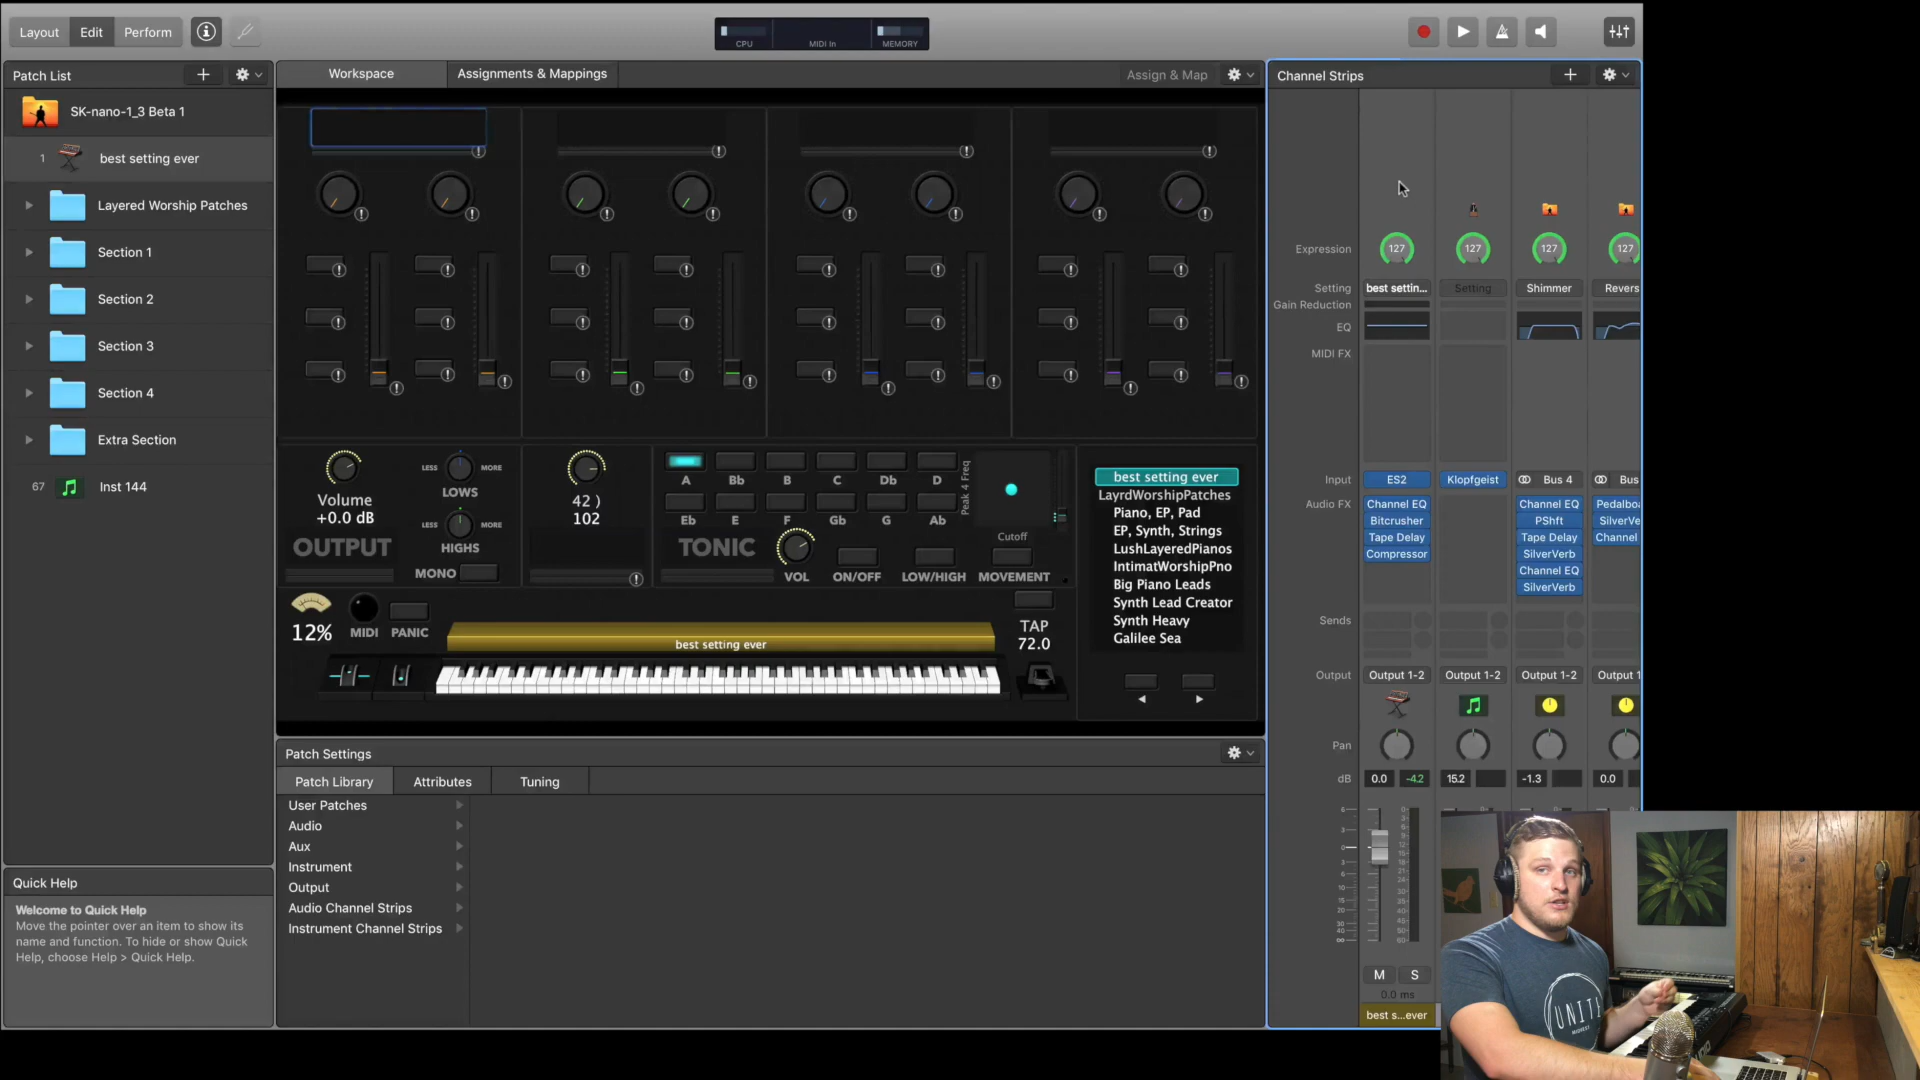 Layout Edit Perform
CPU MIDI In MEMORY
Patch List
SK-nano-1_3 Beta 1
1 best setting ever
Layered Worship Patches
Section 1
Section 2
Section 3
Section 4
Extra Section
67 Inst 144
Quick Help
Welcome to Quick Help
Move the pointer over an item to show its
name and function. To hide or show Quick
Help, choose Help > Quick Help.
Workspace Assignments & Mappings Assign & Map
Volume
+0.0 dB
OUTPUT
LESS MORE
LOWS
LESS MORE
HIGHS
MONO
42 )
102
A Bb B C Db D
Eb E F Gb G Ab
TONIC
VOL ON/OFF LOW/HIGH
Peak 4 Freq
Cutoff
MOVEMENT
12%
MIDI PANIC
best setting ever
TAP
72.0
best setting ever
LayrdWorshipPatches
Piano, EP, Pad
EP, Synth, Strings
LushLayeredPianos
IntimatWorshipPno
Big Piano Leads
Synth Lead Creator
Synth Heavy
Galilee Sea
Patch Settings
Patch Library Attributes Tuning
User Patches
Audio
Aux
Instrument
Output
Audio Channel Strips
Instrument Channel Strips
Channel Strips
Expression 127 127 127 127
Setting best settin... Setting Shimmer Revers
Gain Reduction
EQ
MIDI FX
Input ES2 Klopfgeist Bus 4 Bus
Audio FX Channel EQ Channel EQ Pedalbo
Bitcrusher PShft SilverVe
Tape Delay Tape Delay Channel
Compressor SilverVerb
Channel EQ
SilverVerb
Sends
Output Output 1-2 Output 1-2 Output 1-2 Output 1
Pan
dB 0.0 -4.2 15.2 -1.3 0.0
M S
0.0 ms
best s...ever
UNITE